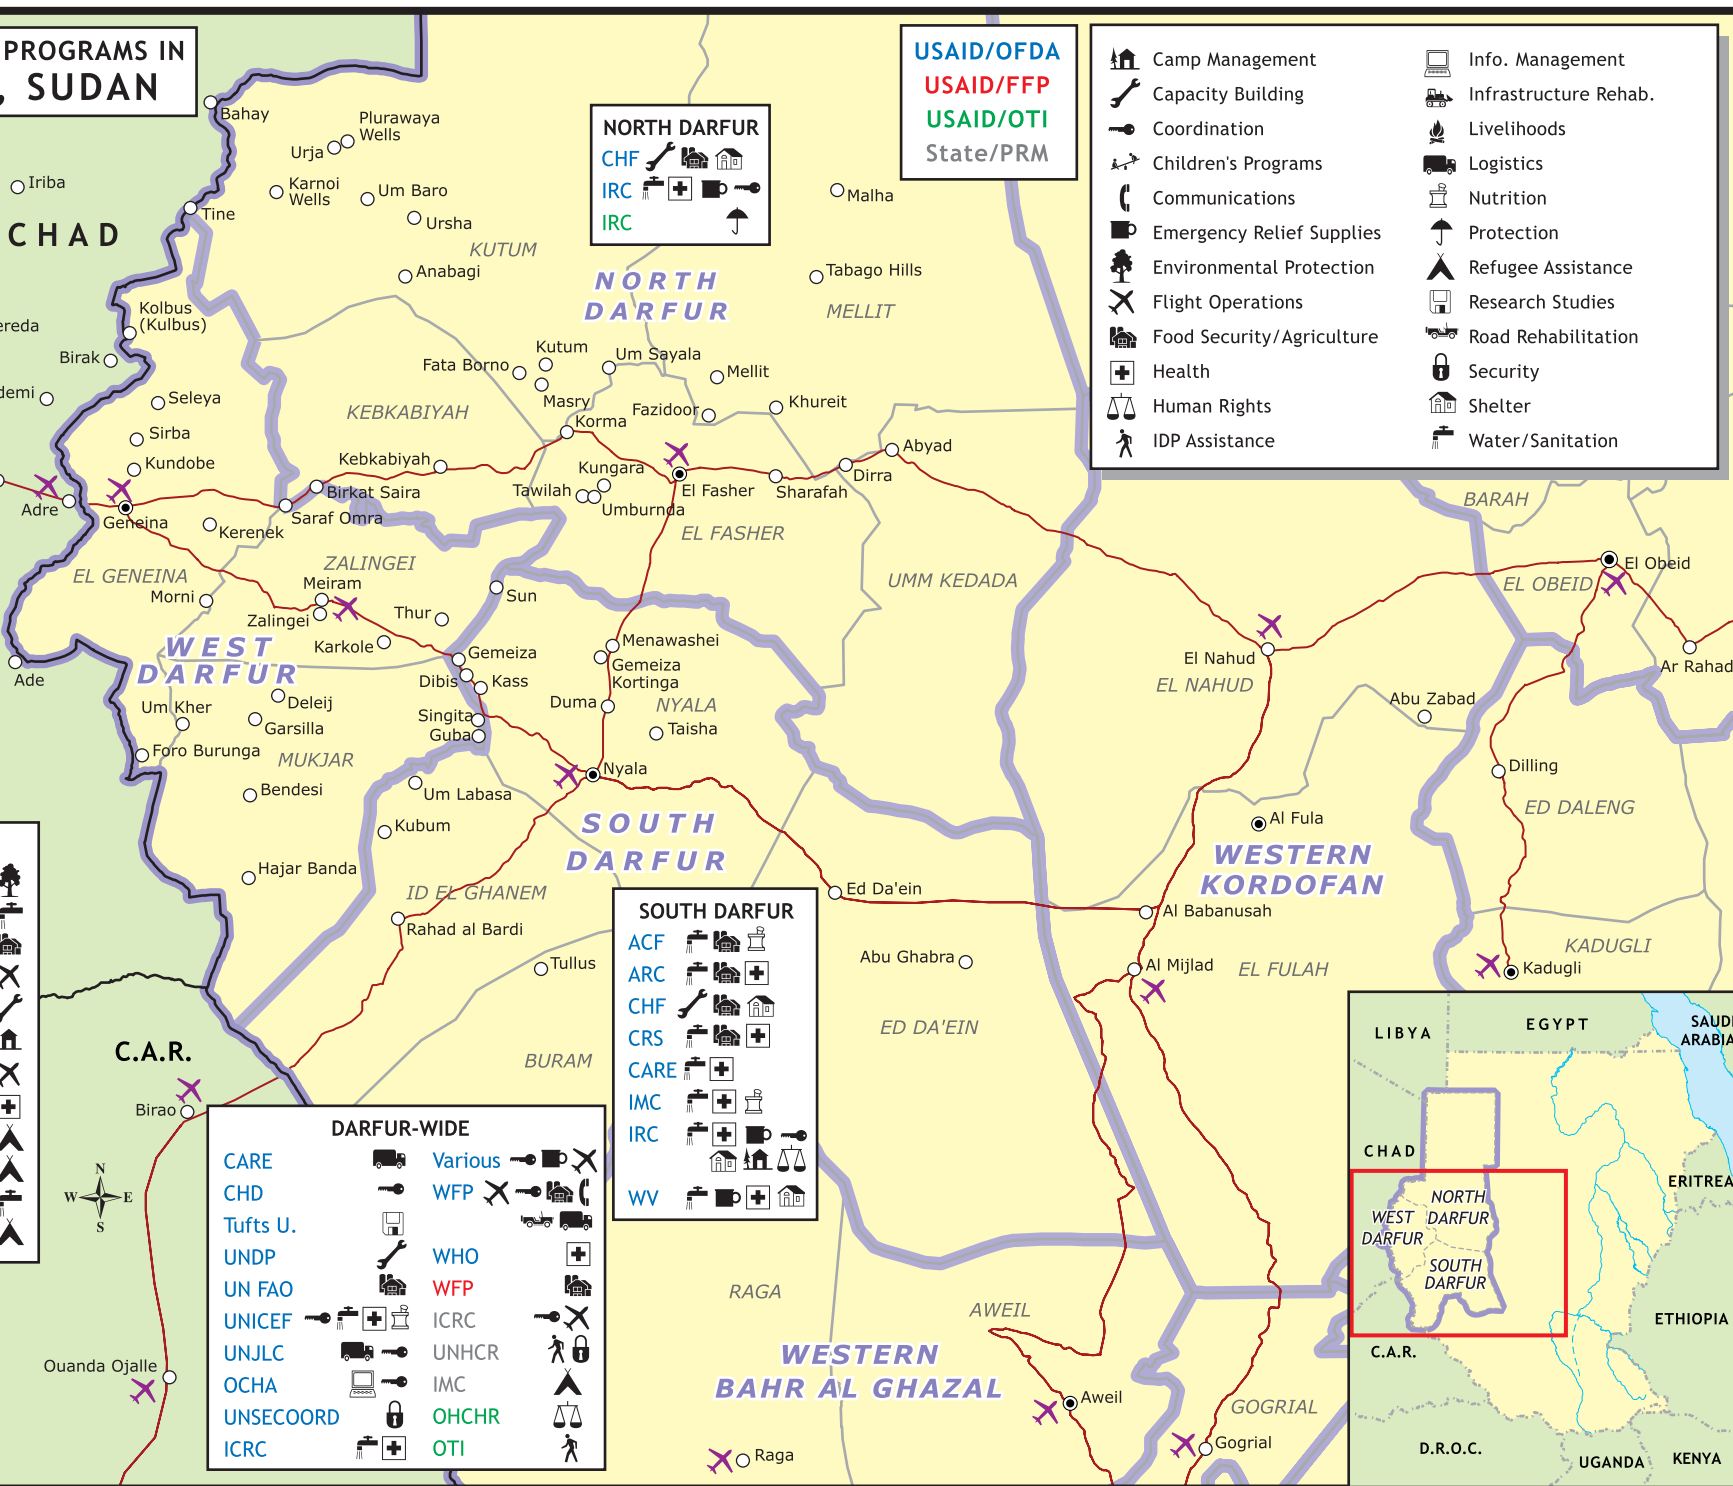 PROGRAMS IN
, SUDAN
USAID/OFDA
USAID/FFP
USAID/OTI
State/PRM
Camp Management
Capacity Building
Coordination
Children's Programs
Communications
Emergency Relief Supplies
Environmental Protection
Flight Operations
Food Security/Agriculture
Health
Human Rights
IDP Assistance
Info. Management
Infrastructure Rehab.
Livelihoods
Logistics
Nutrition
Protection
Refugee Assistance
Research Studies
Road Rehabilitation
Security
Shelter
Water/Sanitation
NORTH DARFUR
CHF
IRC
IRC
Bahay
Plurawaya
Wells
Urja
Iriba
Karnoi
Wells
Um Baro
Malha
Tine
Ursha
CHAD
KUTUM
Anabagi
Tabago Hills
NORTH
DARFUR
MELLIT
Kolbus
(Kulbus)
ereda
Birak
Kutum
Um Sayala
Fata Borno
Mellit
demi
Seleya
Masry
Fazidoor
Khureit
KEBKABIYAH
Korma
Sirba
Abyad
Kundobe
Kebkabiyah
Kungara
Dirra
Birkat Saira
Tawilah
El Fasher
Sharafah
BARAH
Adre
Geneina
Saraf Omra
Umburnda
Kerenek
EL FASHER
ZALINGEI
El Obeid
EL GENEINA
Meiram
UMM KEDADA
EL OBEID
Morni
Sun
Zalingei
Thur
WEST
DARFUR
Karkole
Gemeiza
Menawashei
El Nahud
Ar Rahad
Ade
Dibis
Kass
Gemeiza
Kortinga
EL NAHUD
Deleij
Duma
NYALA
Abu Zabad
Um Kher
Singita
Garsilla
Guba
Taisha
Foro Burunga
MUKJAR
Nyala
Dilling
Bendesi
Um Labasa
ED DALENG
Kubum
SOUTH
DARFUR
Al Fula
WESTERN
KORDOFAN
Hajar Banda
ID EL GHANEM
Ed Da'ein
Al Babanusah
Rahad al Bardi
KADUGLI
Tullus
Abu Ghabra
Al Mijlad
EL FULAH
Kadugli
ED DA'EIN
C.A.R.
BURAM
Birao
SOUTH DARFUR
ACF
ARC
CHF
CRS
CARE
IMC
IRC
WV
N
W E
S
DARFUR-WIDE
CARE
CHD
Tufts U.
UNDP
UN FAO
UNICEF
UNJLC
OCHA
UNSECOORD
ICRC
Various
WFP
WHO
WFP
ICRC
UNHCR
IMC
OHCHR
OTI
Ouanda Ojalle
RAGA
AWEIL
WESTERN
BAHR AL GHAZAL
Aweil
GOGRIAL
Gogrial
Raga
LIBYA
EGYPT
SAUDI
ARABIA
CHAD
ERITREA
NORTH
DARFUR
WEST
DARFUR
SOUTH
DARFUR
ETHIOPIA
C.A.R.
D.R.O.C.
UGANDA
KENYA